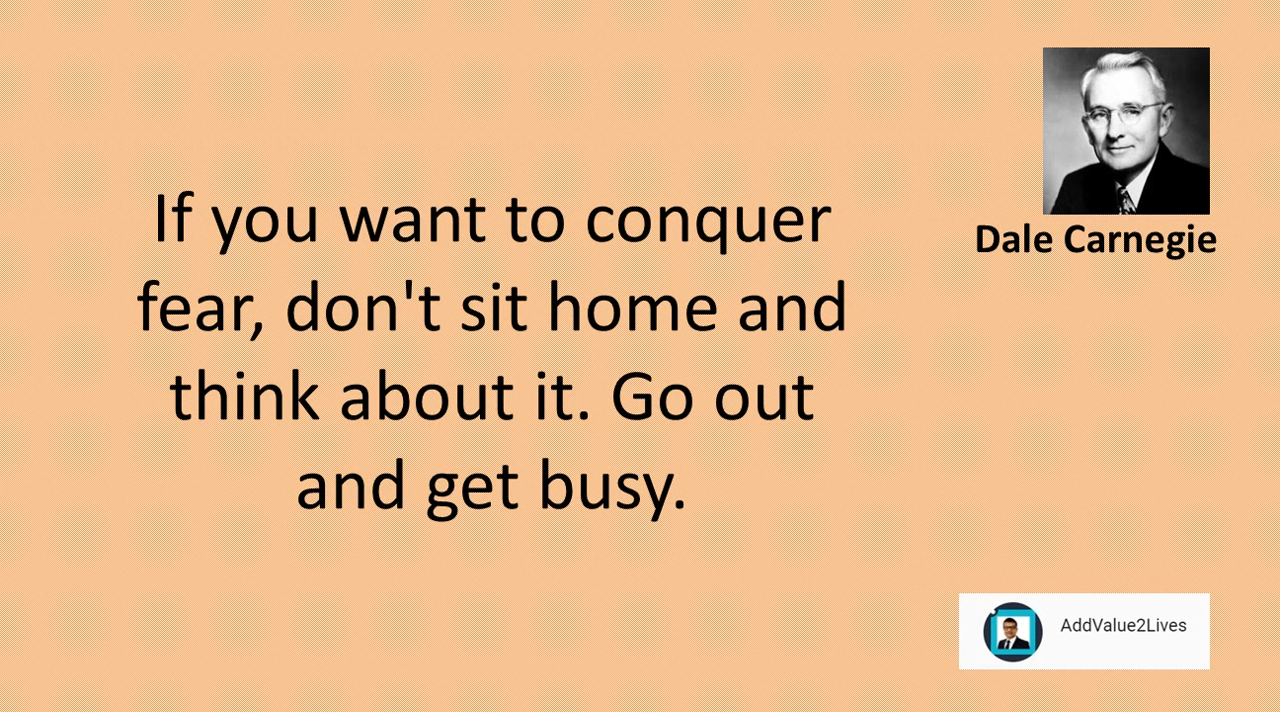 If you want to conquer
fear, don't sit home and
think about it. Go out
and get busy.
Dale Carnegie
AddValue2Lives